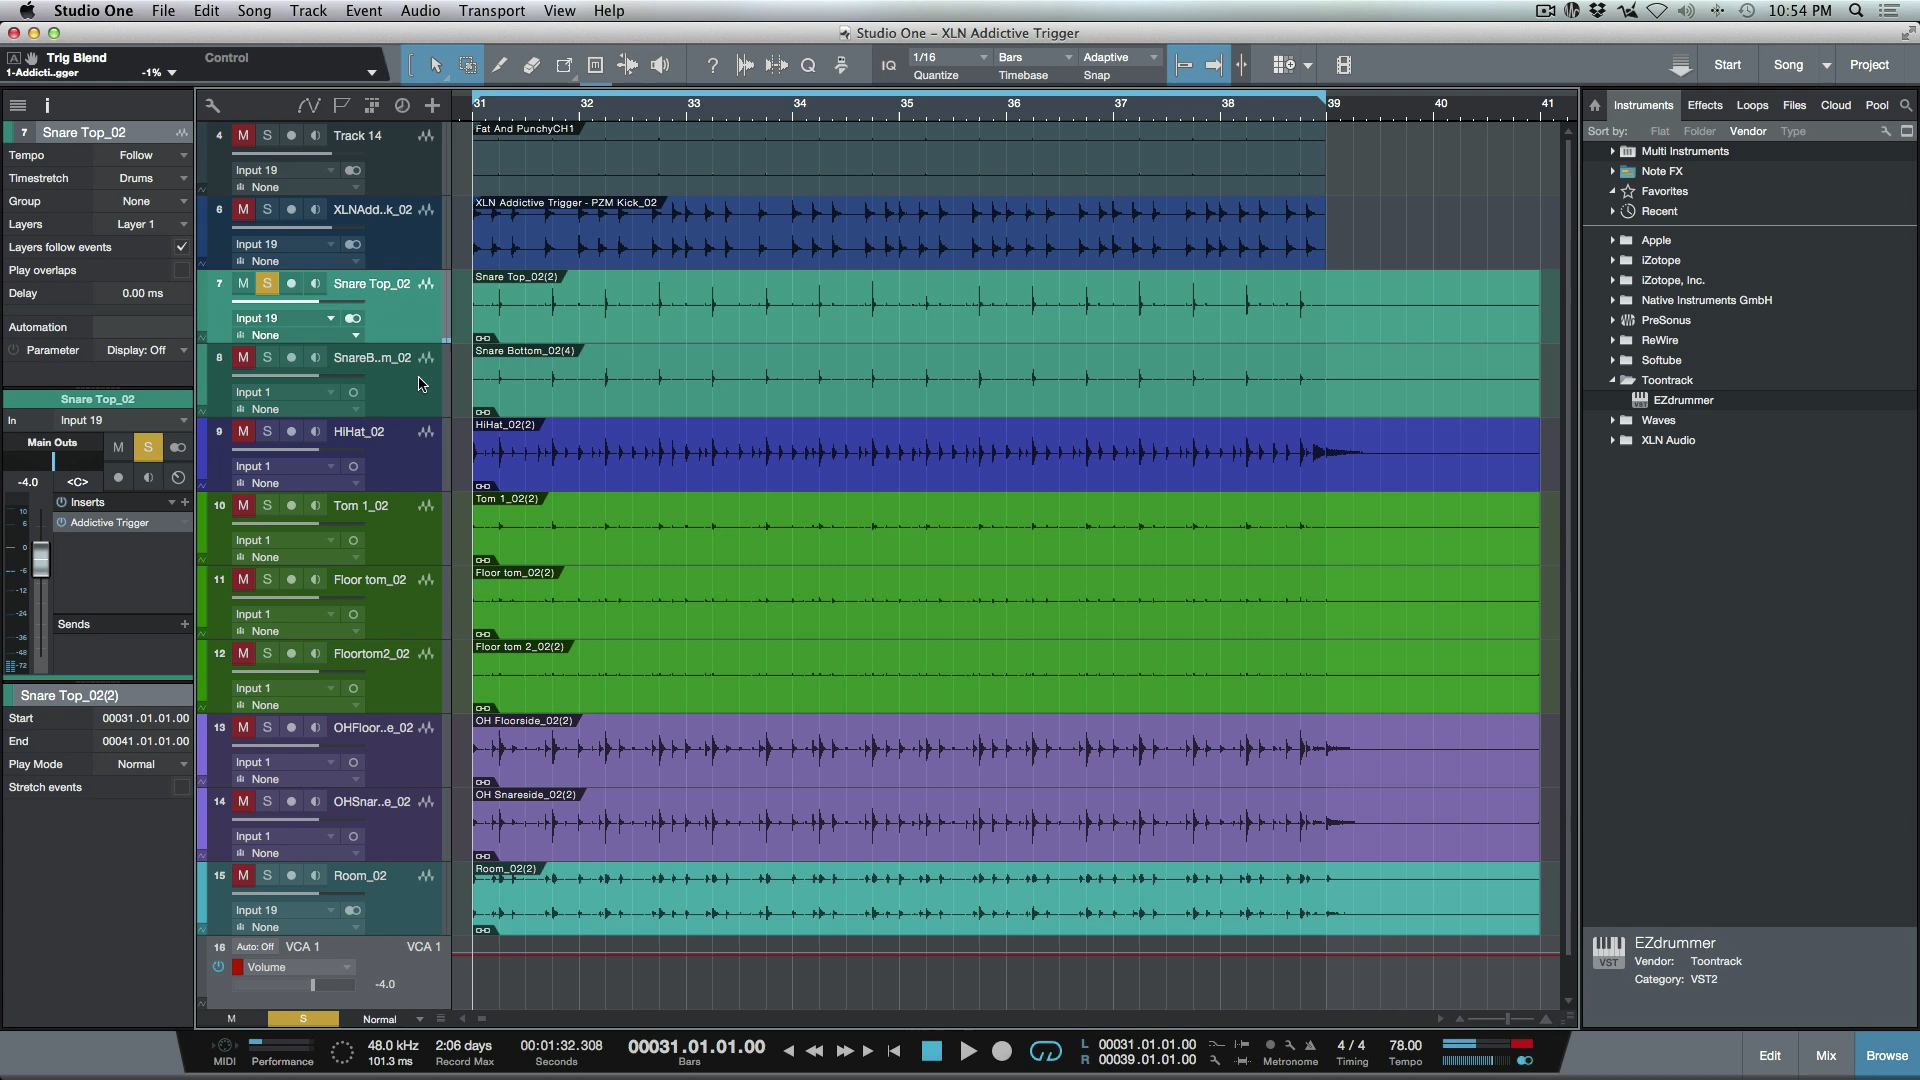 Studio One File Edit Song Track Event Audio Transport View Help
10:54 PM
Studio One – XLN Addictive Trigger
Trig Blend
1-Addicti..gger -1%
Control
IQ
1/16
Quantize
Bars
Timebase
Adaptive
Snap
Start Song Project
7 Snare Top_02
Tempo Follow
Timestretch Drums
Group None
Layers Layer 1
Layers follow events
Play overlaps
Delay 0.00 ms
Automation
Parameter Display: Off
Snare Top_02
In Input 19
Main Outs M S
-4.0 <C>
Inserts
Addictive Trigger
Sends
10
6
0
-6
-12
-24
-36
-48
-72
Snare Top_02(2)
Start 00031.01.01.00
End 00041.01.01.00
Play Mode Normal
Stretch events
31 32 33 34 35 36 37 38 39 40 41
4 M S Track 14
Input 19
None
Fat And PunchyCH1
6 M S XLNAdd..k_02
Input 19
None
XLN Addictive Trigger - PZM Kick_02
7 M S Snare Top_02
Input 19
None
Snare Top_02(2)
8 M S SnareB..m_02
Input 1
None
Snare Bottom_02(4)
9 M S HiHat_02
Input 1
None
HiHat_02(2)
10 M S Tom 1_02
Input 1
None
Tom 1_02(2)
11 M S Floor tom_02
Input 1
None
Floor tom_02(2)
12 M S Floortom2_02
Input 1
None
Floor tom 2_02(2)
13 M S OHFloor..e_02
Input 1
None
OH Floorside_02(2)
14 M S OHSnar..e_02
Input 1
None
OH Snareside_02(2)
15 M S Room_02
Input 19
None
Room_02(2)
16 Auto: Off VCA 1 VCA 1
Volume
-4.0
M S Normal
Instruments Effects Loops Files Cloud Pool
Sort by: Flat Folder Vendor Type
Multi Instruments
Note FX
Favorites
Recent
Apple
iZotope
iZotope, Inc.
Native Instruments GmbH
PreSonus
ReWire
Softube
Toontrack
EZdrummer
Waves
XLN Audio
VST
EZdrummer
Vendor: Toontrack
Category: VST2
MIDI
Performance
48.0 kHz
101.3 ms
2:06 days
Record Max
00:01:32.308
Seconds
00031.01.01.00
Bars
L 00031.01.01.00
R 00039.01.01.00
Metronome
4 / 4
Timing
78.00
Tempo
Edit Mix Browse